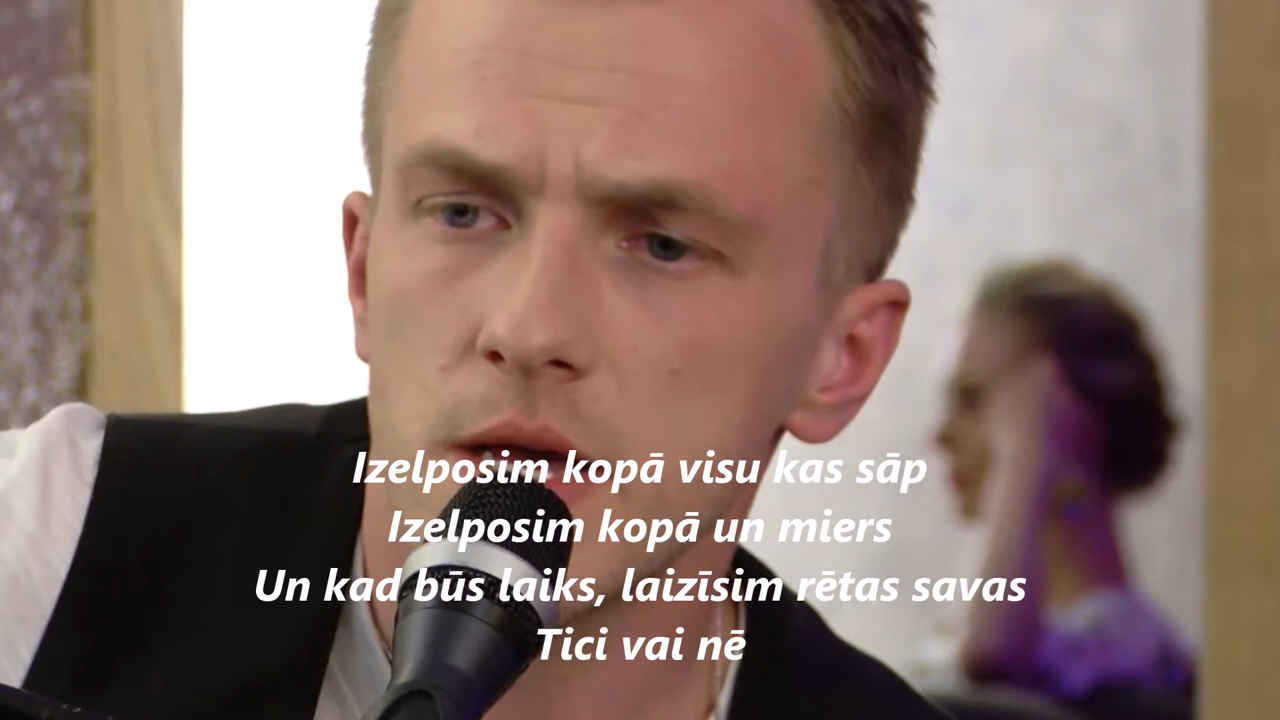 Izelposim kopā visu kas sāp
Izelposim kopā un miers
Un kad būs laiks, laizīsim rētas savas
Tici vai nē